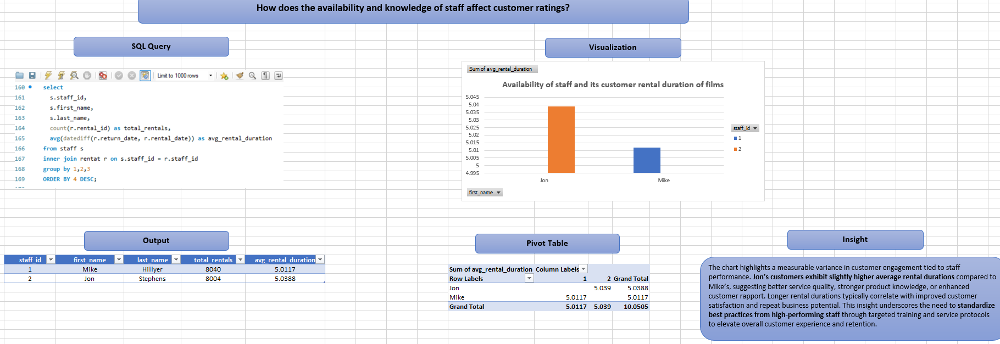 How does the availability and knowledge of staff affect customer ratings?
SQL Query
Limit to 1000 rows
160 select
161 s.staff_id,
162 s.first_name,
163 s.last_name,
164 count(r.rental_id) as total_rentals,
165 avg(datediff(r.return_date, r.rental_date)) as avg_rental_duration
166 from staff s
167 inner join rentat r on s.staff_id = r.staff_id
168 group by 1,2,3
169 ORDER BY 4 DESC;
Visualization
Sum of avg_rental_duration
Availability of staff and its customer rental duration of films
5.045
5.04
5.035
5.03
5.025
5.02
5.015
5.01
5.005
5
4.995
Jon Mike
staff_id
1
2
first_name
Output
staff_id first_name last_name total_rentals avg_rental_duration
1 Mike Hillyer 8040 5.0117
2 Jon Stephens 8004 5.0388
Pivot Table
Sum of avg_rental_duration Column Labels
Row Labels 1 2 Grand Total
Jon 5.039 5.0388
Mike 5.0117 5.0117
Grand Total 5.0117 5.039 10.0505
Insight
The chart highlights a measurable variance in customer engagement tied to staff
performance. Jon's customers exhibit slightly higher average rental durations compared to
Mike's, suggesting better service quality, stronger product knowledge, or enhanced
customer rapport. Longer rental durations typically correlate with improved customer
satisfaction and repeat business potential. This insight underscores the need to standardize
best practices from high-performing staff through targeted training and service protocols
to elevate overall customer experience and retention.